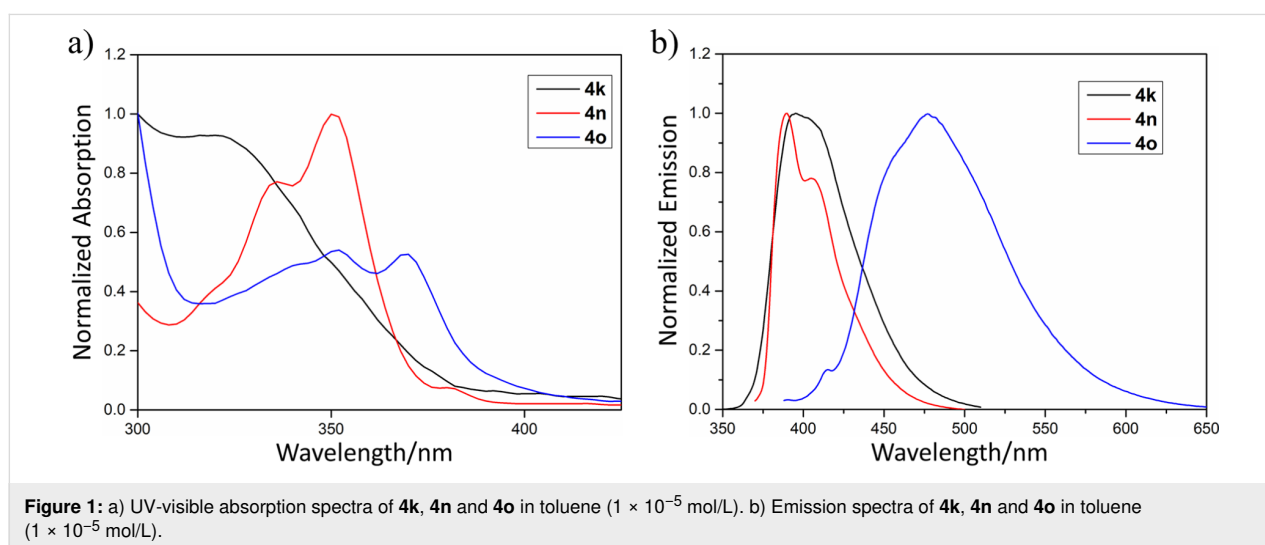 a)
1.2
1.0
0.8
0.6
0.4
0.2
0.0
Normalized Absorption
300
350
400
Wavelength/nm
4k
4n
4o
b)
1.2
1.0
0.8
0.6
0.4
0.2
0.0
Normalized Emission
350
400
450
500
550
600
650
Wavelength/nm
4k
4n
4o
Figure 1: a) UV-visible absorption spectra of 4k, 4n and 4o in toluene (1 × 10⁻⁵ mol/L). b) Emission spectra of 4k, 4n and 4o in toluene
(1 × 10⁻⁵ mol/L).